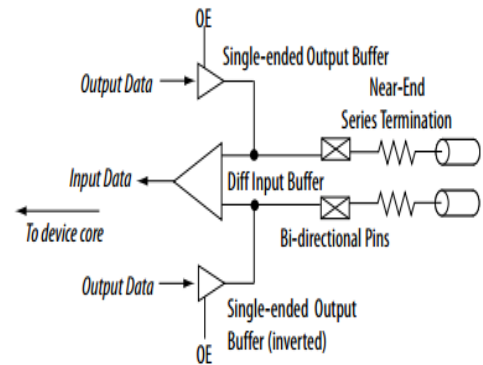 OE
Single-ended Output Buffer
Output Data
Near-End
Series Termination
Input Data
Diff Input Buffer
To device core
Bi-directional Pins
Output Data
Single-ended Output
Buffer (inverted)
OE